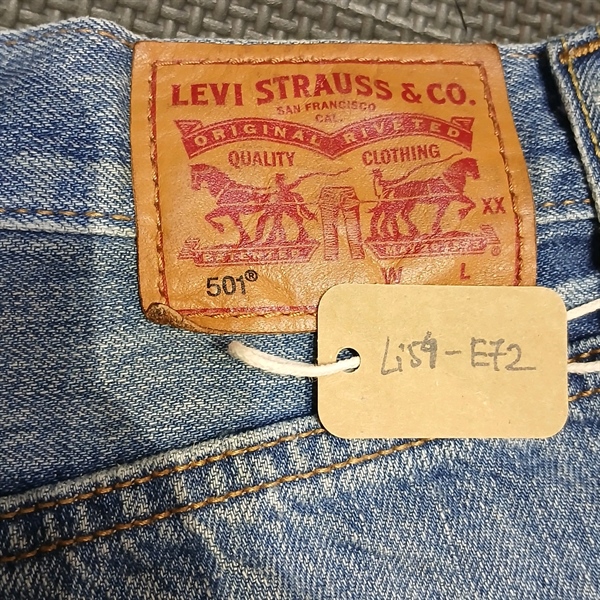 LEVI STRAUSS & CO.
SAN FRANCISCO
CAL.
ORIGINAL RIVETED
QUALITY CLOTHING
XX
501®
W L
Li59-E72